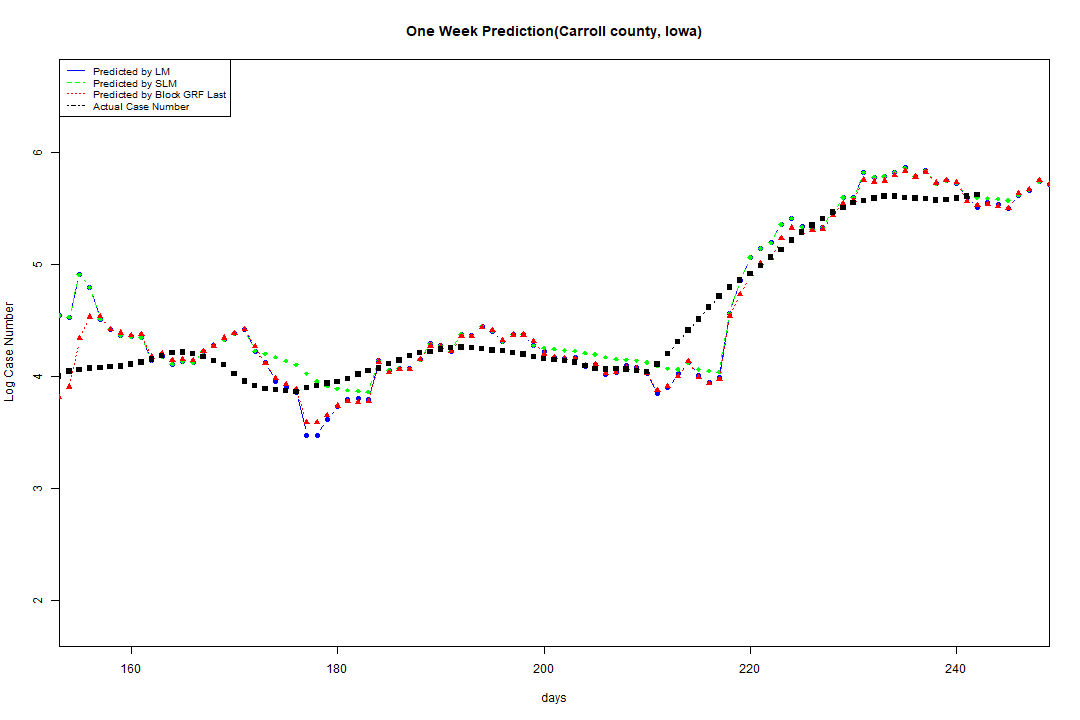 One Week Prediction(Carroll county, Iowa)
Predicted by LM
Predicted by SLM
Predicted by Block GRF Last
Actual Case Number
6
5
4
3
2
Log Case Number
160 180 200 220 240
days